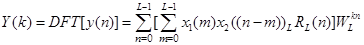 Y(k) = DFT[y(n)] = \sum_{n=0}^{L-1} [\sum_{m=0}^{L-1} x_1(m) x_2((n-m))_L R_L(n)] W_L^{kn}